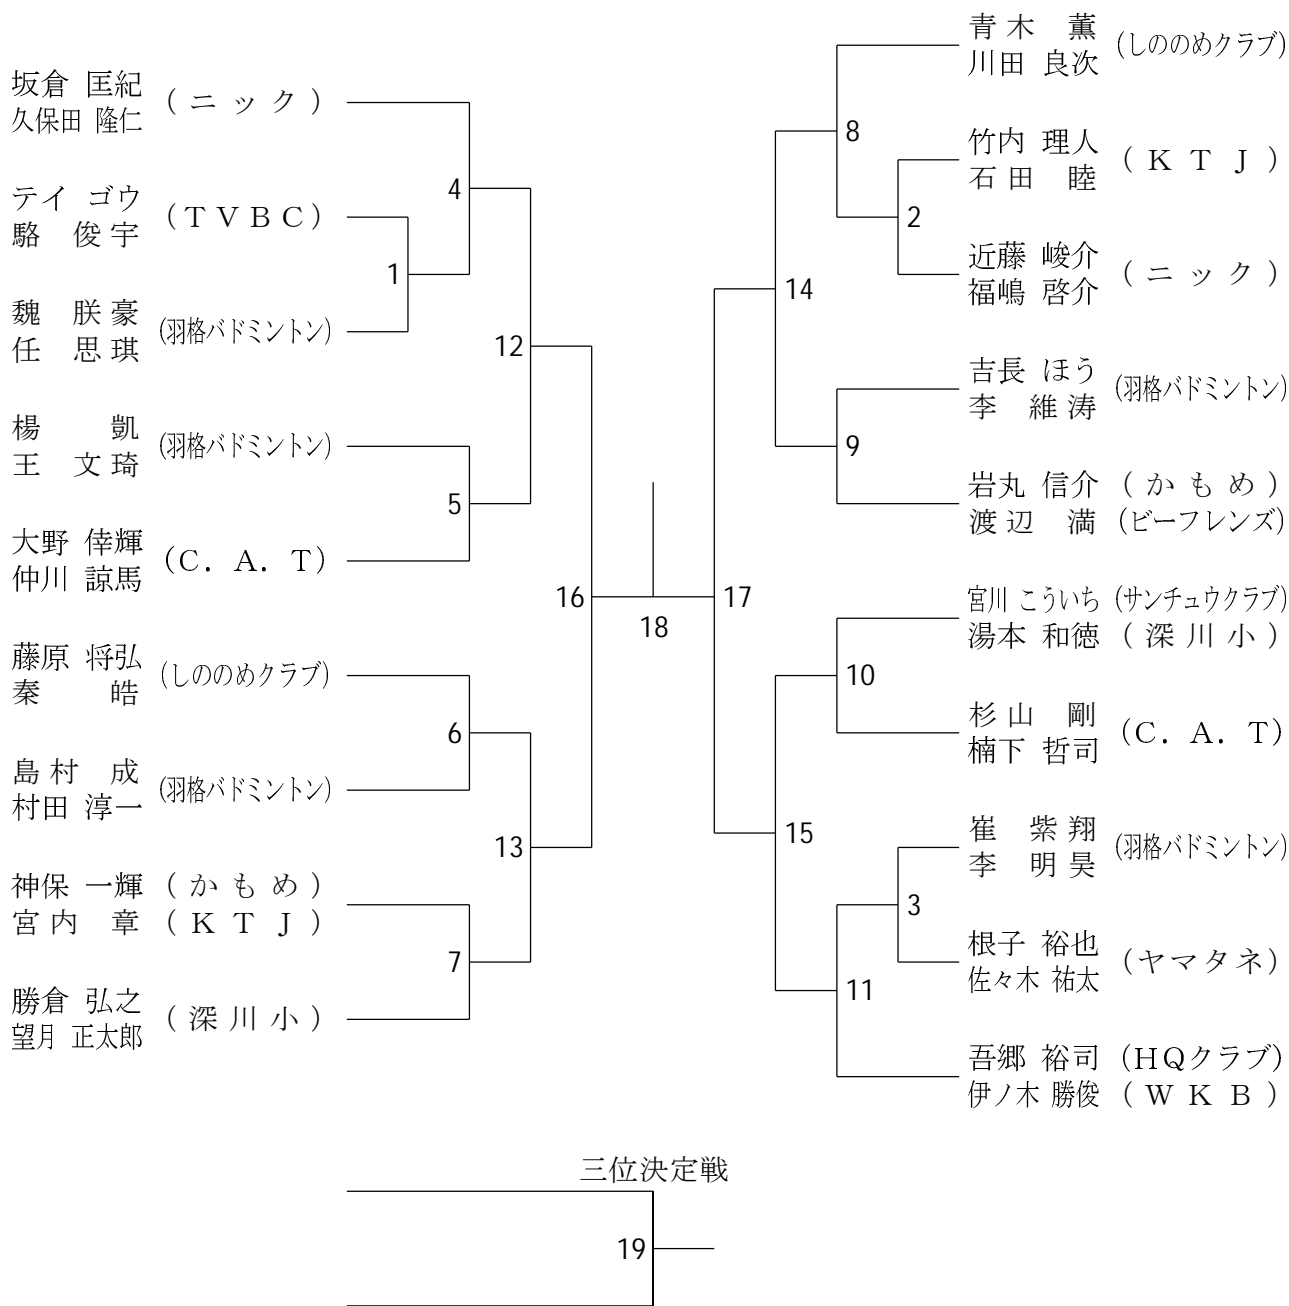 坂倉 匡紀 (ニック)
久保田 隆仁
4
テイ ゴウ (TVBC)
駱 俊宇
1
魏 朕豪 (羽格バドミントン)
任 思琪
12
楊 凱 (羽格バドミントン)
王 文琦
5
大野 倖輝 (C. A. T)
仲川 諒馬
16
藤原 将弘 (しののめクラブ)
秦 皓
6
島村 成 (羽格バドミントン)
村田 淳一
13
神保 一輝 (かもめ)
宮内 章 (KTJ)
7
勝倉 弘之 (深川小)
望月 正太郎
18
青木 薫 (しののめクラブ)
川田 良次
8
竹内 理人 (KTJ)
石田 睦
2
近藤 峻介 (ニック)
福嶋 啓介
14
吉長 ほう (羽格バドミントン)
李 維涛
9
岩丸 信介 (かもめ)
渡辺 満 (ビーフレンズ)
17
宮川 こういち (サンチュウクラブ)
湯本 和徳 (深川小)
10
杉山 剛 (C. A. T)
楠下 哲司
15
崔 紫翔 (羽格バドミントン)
李 明昊
3
根子 裕也 (ヤマタネ)
佐々木 祐太
11
吾郷 裕司 (HQクラブ)
伊ノ木 勝俊 (WKB)
三位決定戦
19